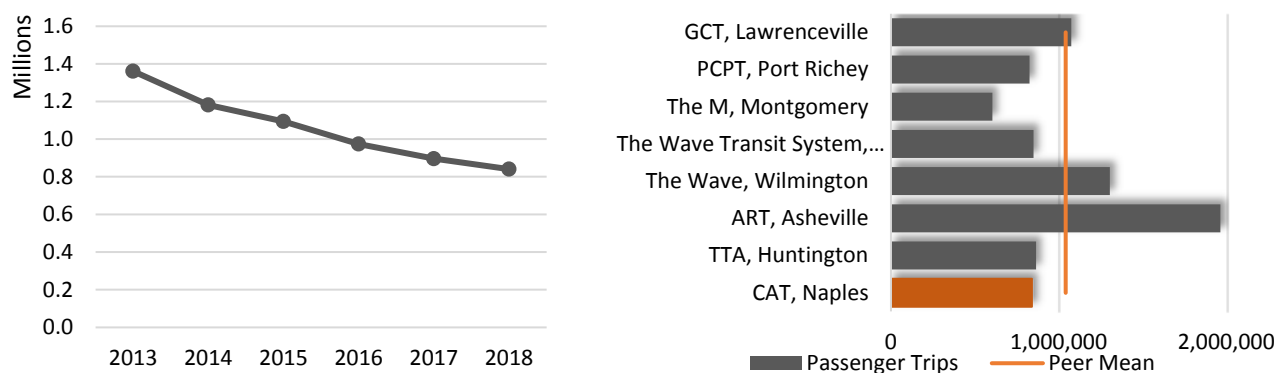 Millions
1.6
1.4
1.2
1.0
0.8
0.6
0.4
0.2
0.0
2013 2014 2015 2016 2017 2018
GCT, Lawrenceville
PCPT, Port Richey
The M, Montgomery
The Wave Transit System,...
The Wave, Wilmington
ART, Asheville
TTA, Huntington
CAT, Naples
0 1,000,000 2,000,000
Passenger Trips Peer Mean